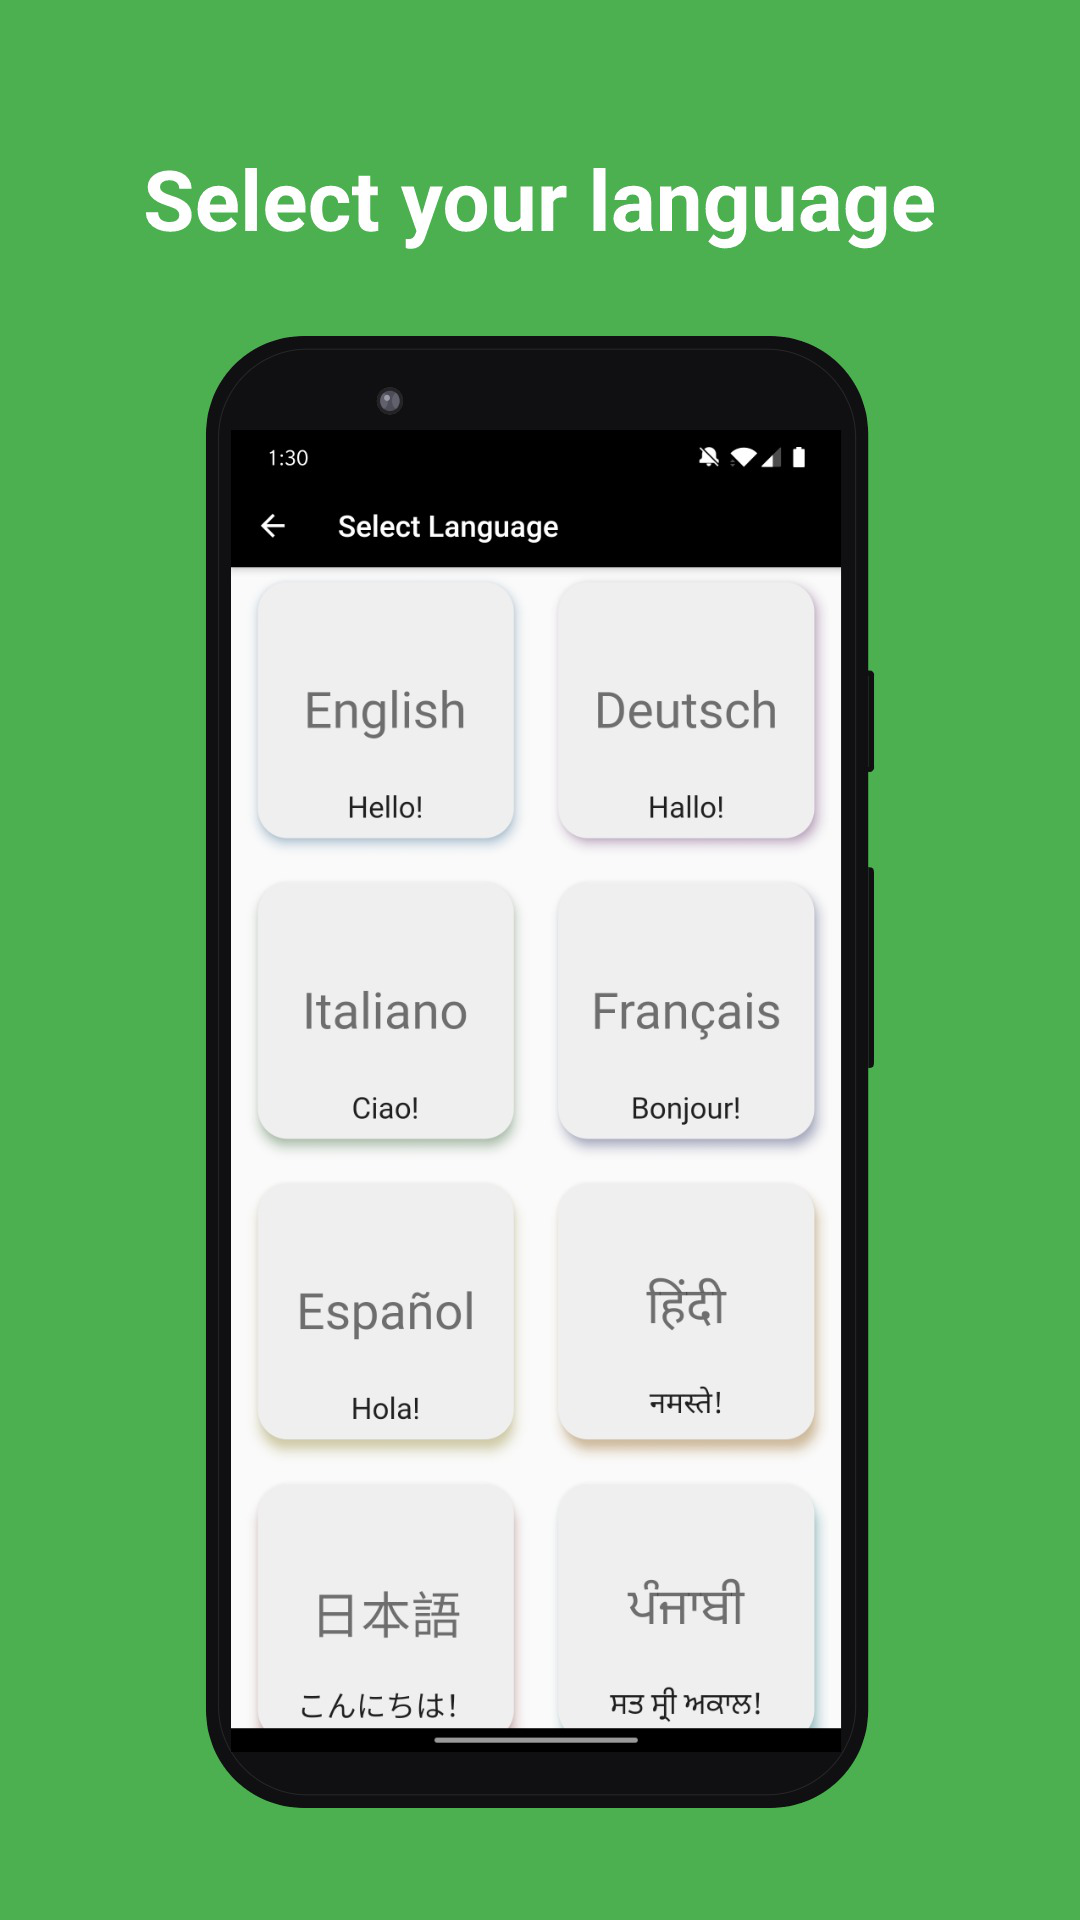 Select your language
1:30
Select Language
English
Deutsch
Hello!
Hallo!
Italiano
Français
Ciao!
Bonjour!
Español
हिंदी
Hola!
नमस्ते!
日本語
ਪੰਜਾਬੀ
こんにちは!
ਸਤ ਸ੍ਰੀ ਅਕਾਲ!